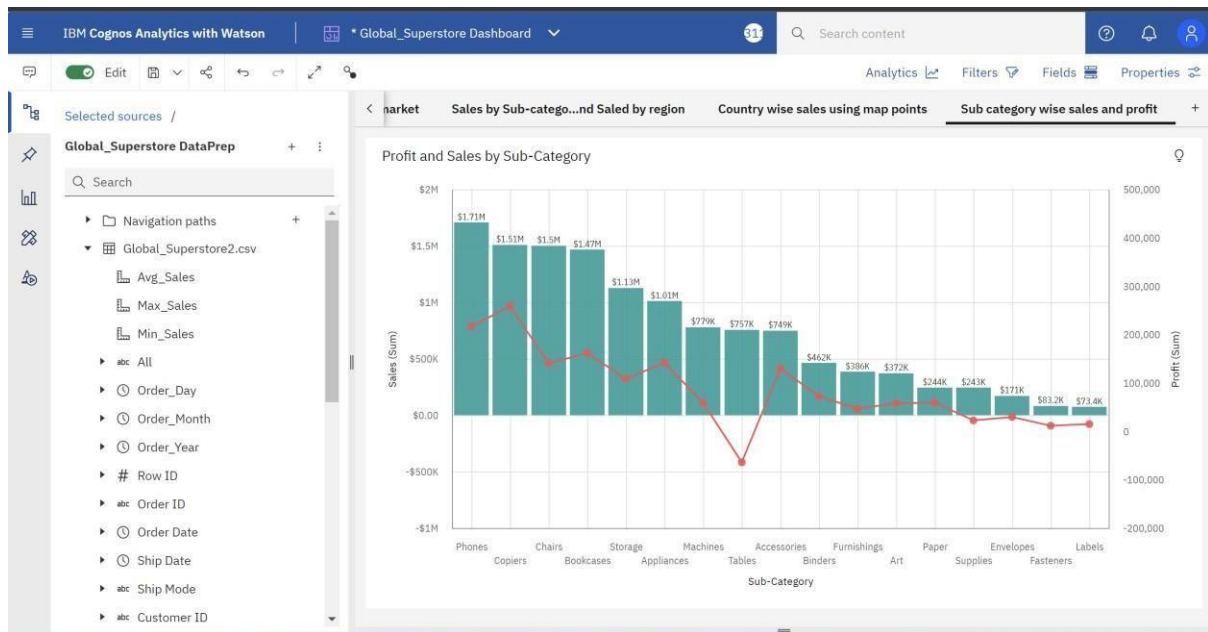 IBM Cognos Analytics with Watson
* Global_Superstore Dashboard
Search content
Edit
Analytics
Filters
Fields
Properties
Selected sources /
Global_Superstore DataPrep
Search
Navigation paths
Global_Superstore2.csv
Avg_Sales
Max_Sales
Min_Sales
abc All
Order_Day
Order_Month
Order_Year
# Row ID
abc Order ID
Order Date
Ship Date
abc Ship Mode
abc Customer ID
Sales by Sub-catego...nd Saled by region
Country wise sales using map points
Sub category wise sales and profit
Profit and Sales by Sub-Category
Sales (Sum)
$2M
$1.5M
$1M
$500K
$0.00
-$500K
-$1M
$1.71M
$1.51M
$1.5M
$1.47M
$1.13M
$1.01M
$779K
$757K
$749K
$462K
$386K
$372K
$244K
$243K
$171K
$83.2K
$73.4K
500,000
400,000
300,000
200,000
100,000
0
-100,000
-200,000
Profit (Sum)
Phones
Copiers
Chairs
Bookcases
Storage
Appliances
Machines
Tables
Accessories
Binders
Furnishings
Art
Paper
Supplies
Envelopes
Fasteners
Labels
Sub-Category